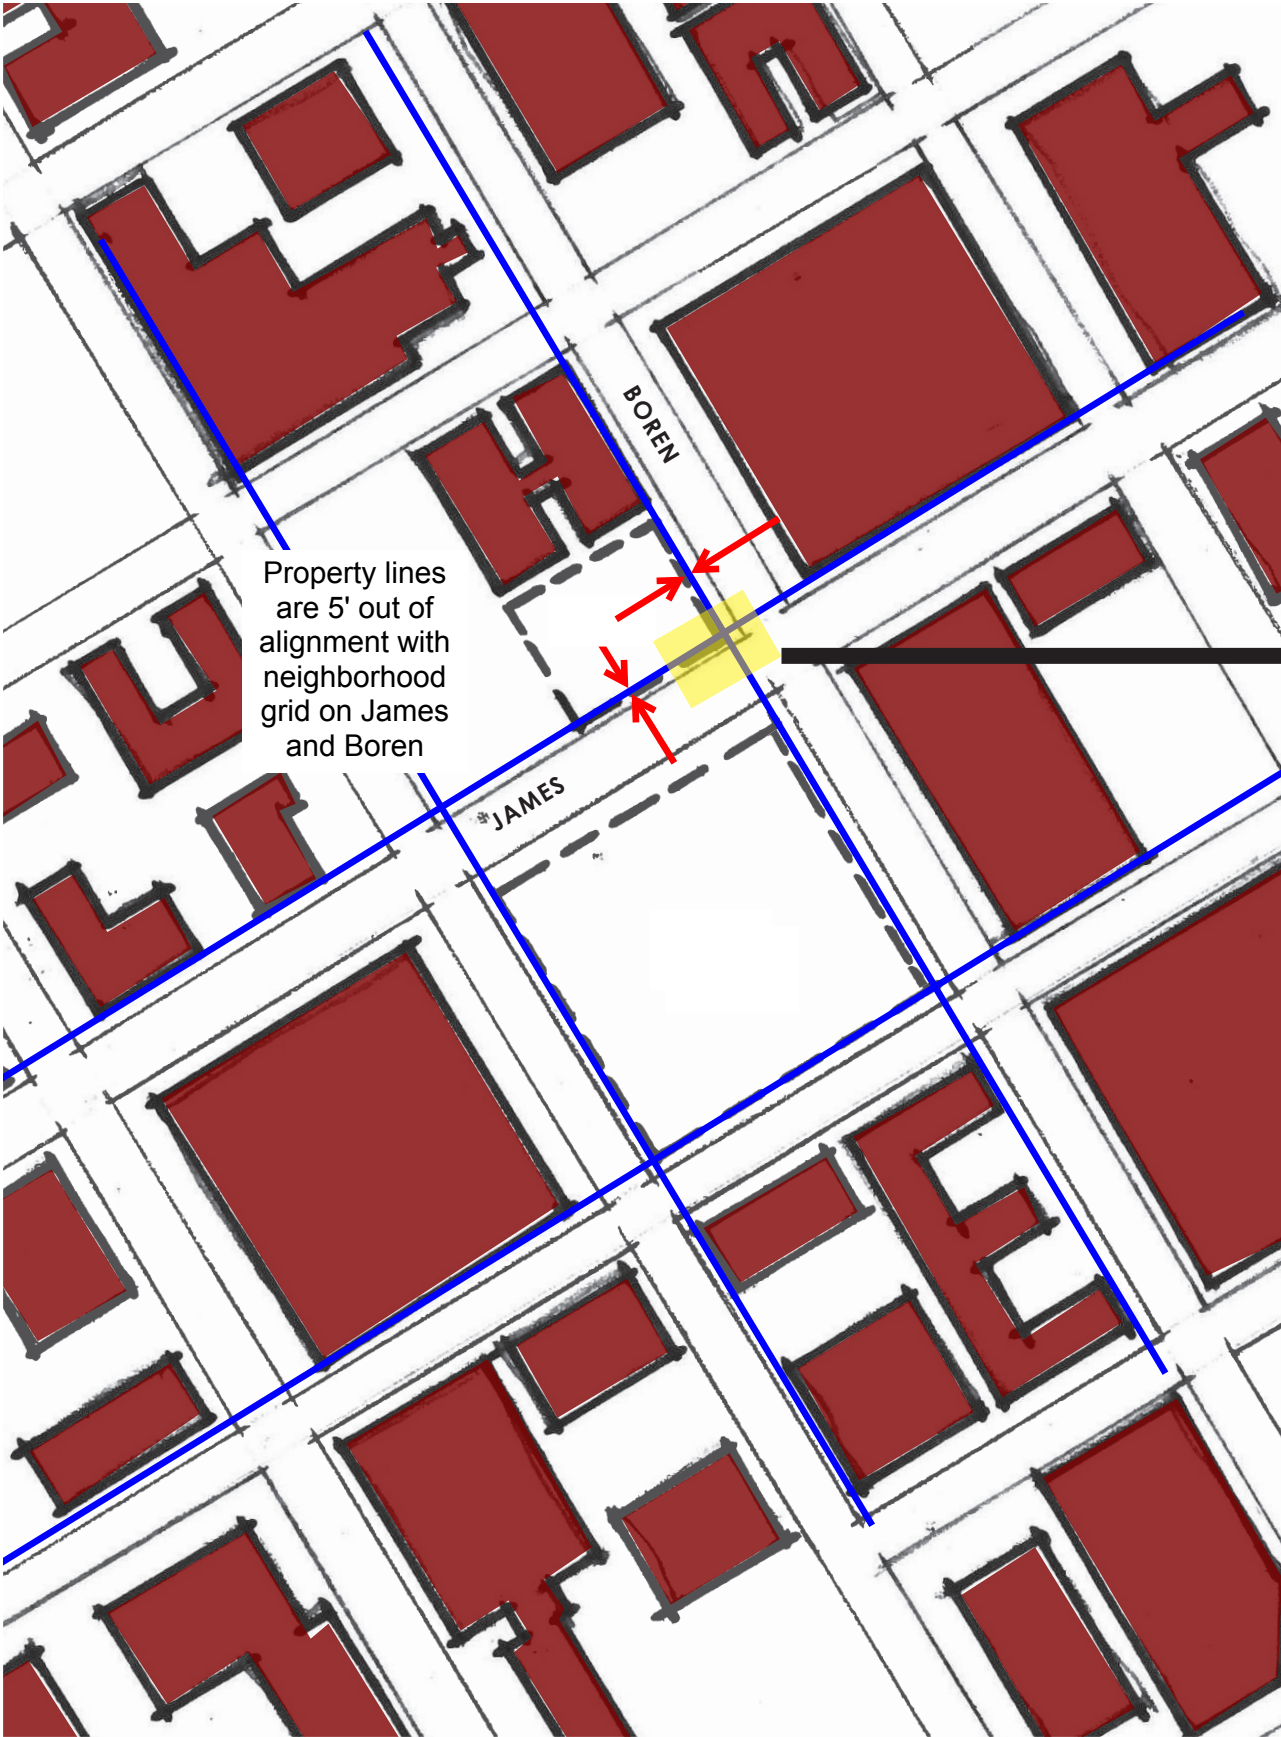 BOREN
Property lines
are 5' out of
alignment with
neighborhood
grid on James
and Boren
JAMES